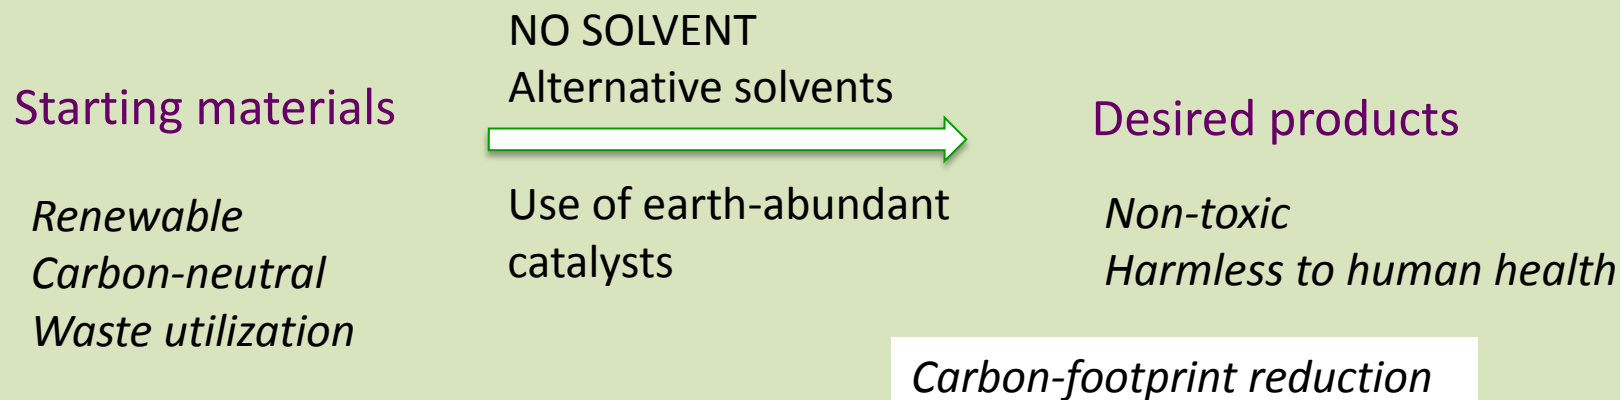 Starting materials
Renewable
Carbon-neutral
Waste utilization
NO SOLVENT
Alternative solvents
Use of earth-abundant
catalysts
Desired products
Non-toxic
Harmless to human health
Carbon-footprint reduction